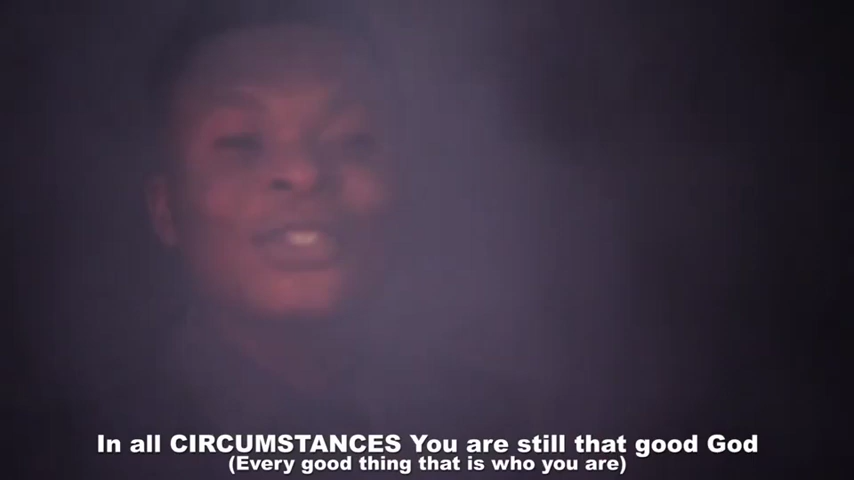 In all CIRCUMSTANCES You are still that good God
(Every good thing that is who you are)